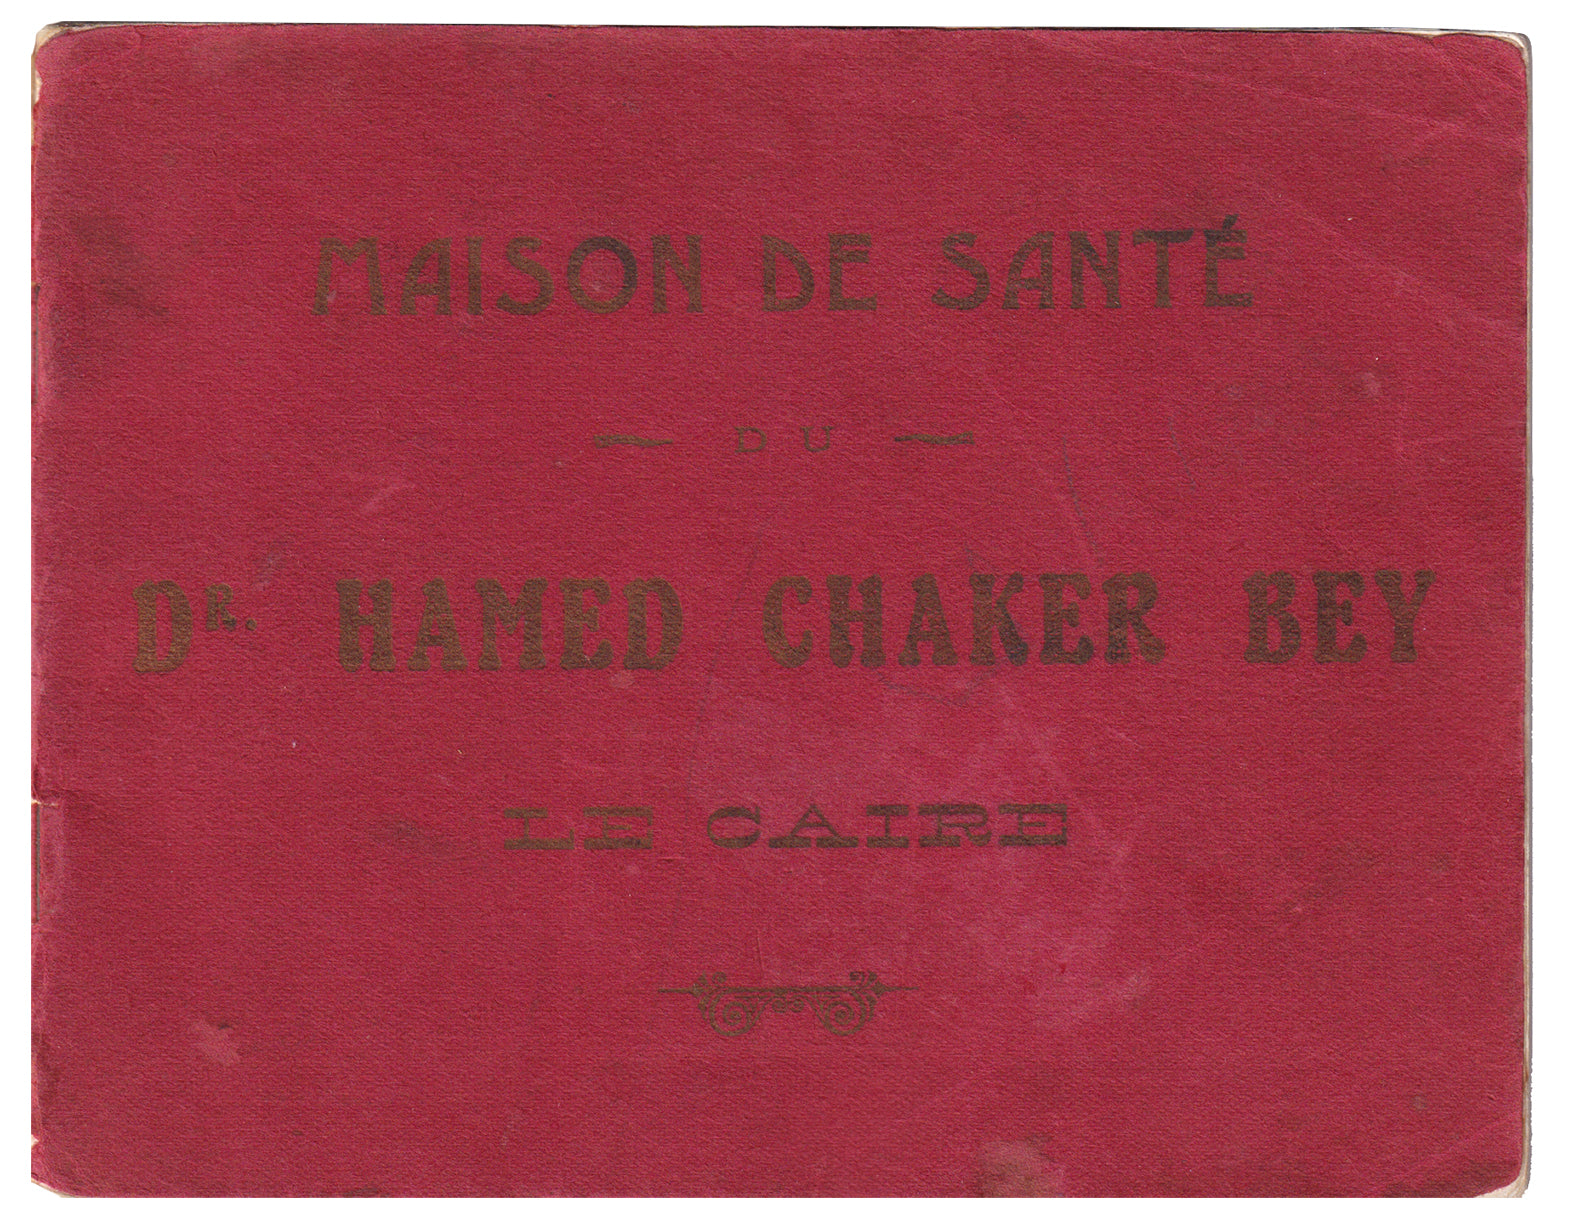 MAISON DE SANTÉ
DU
DR. HAMED CHAKER BEY
LE CAIRE